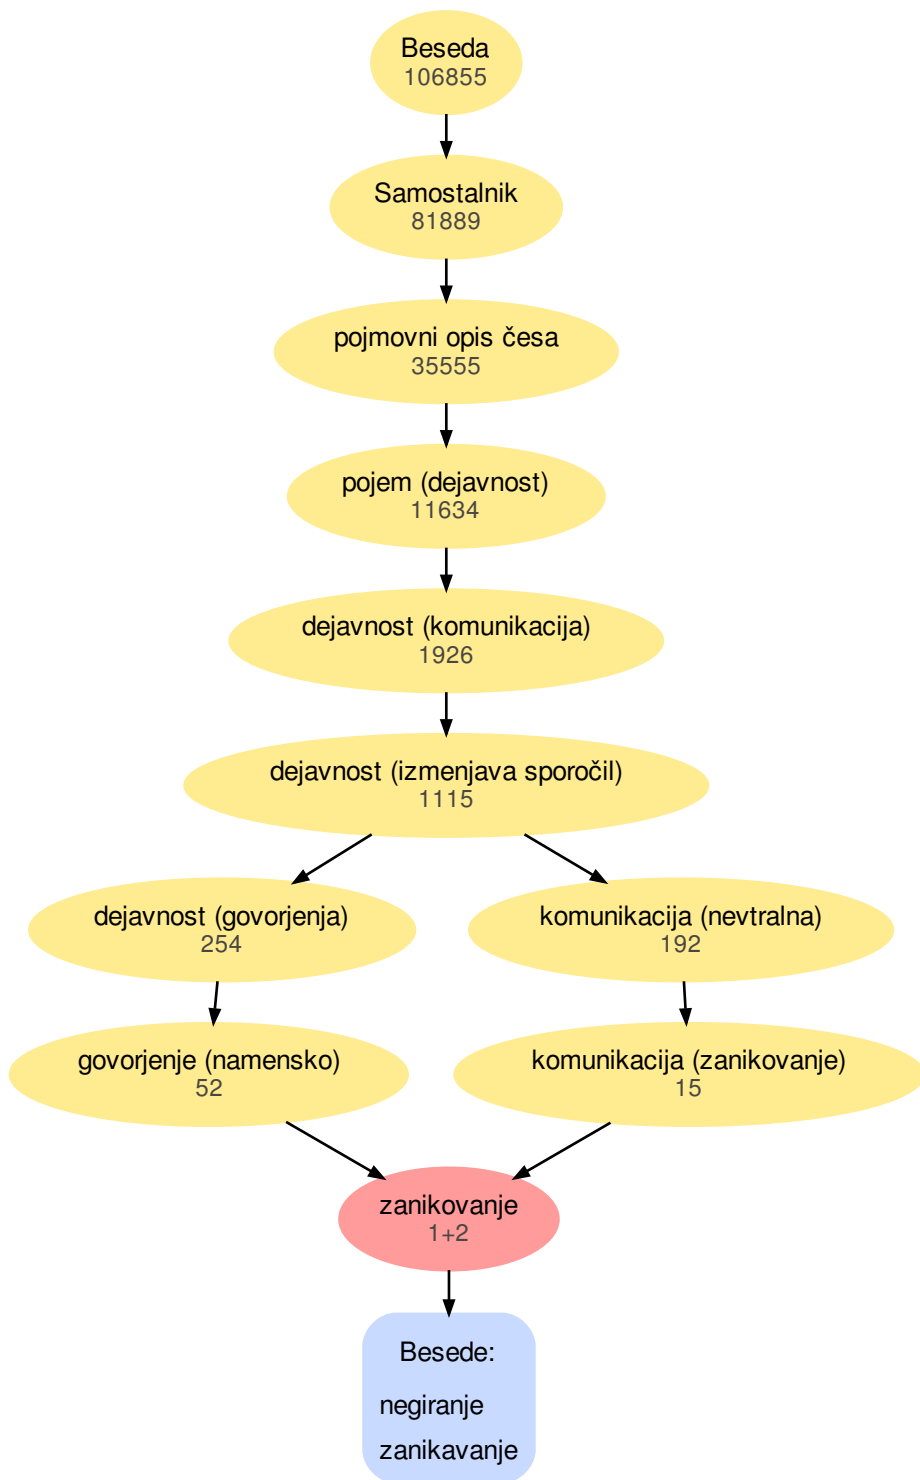 Beseda
106855
Samostalnik
81889
pojmovni opis česa
35555
pojem (dejavnost)
11634
dejavnost (komunikacija)
1926
dejavnost (izmenjava sporočil)
1115
dejavnost (govorjenja)
254
komunikacija (nevtralna)
192
govorjenje (namensko)
52
komunikacija (zanikovanje)
15
zanikovanje
1+2
Besede:
negiranje
zanikavanje